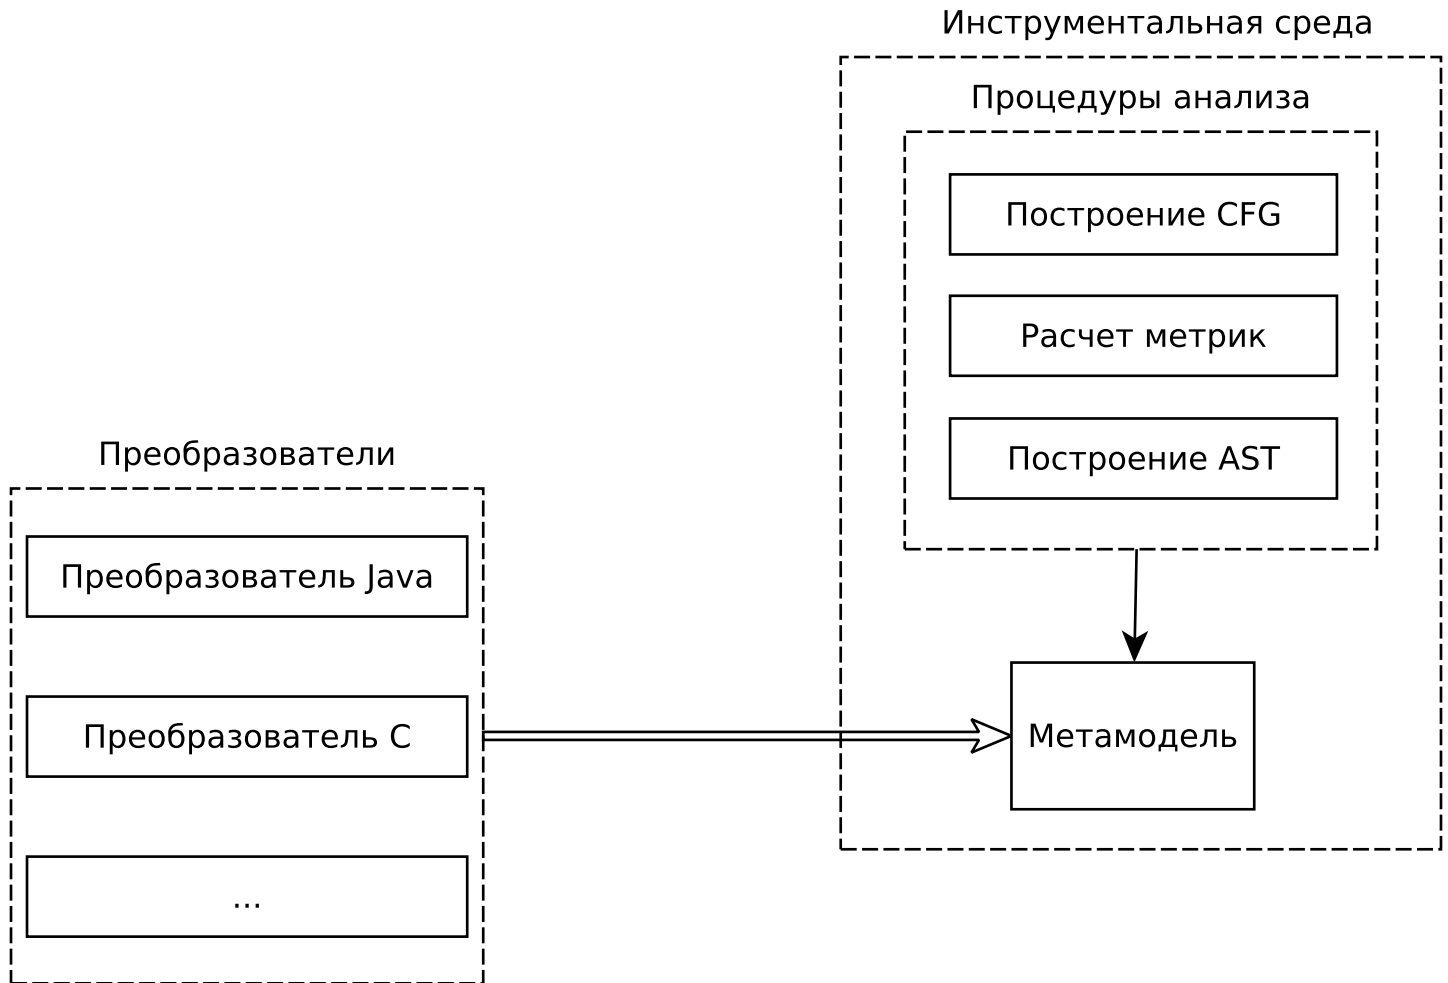 Инструментальная среда
Процедуры анализа
Построение CFG
Расчет метрик
Построение AST
Преобразователи
Преобразователь Java
Преобразователь C
...
Метамодель